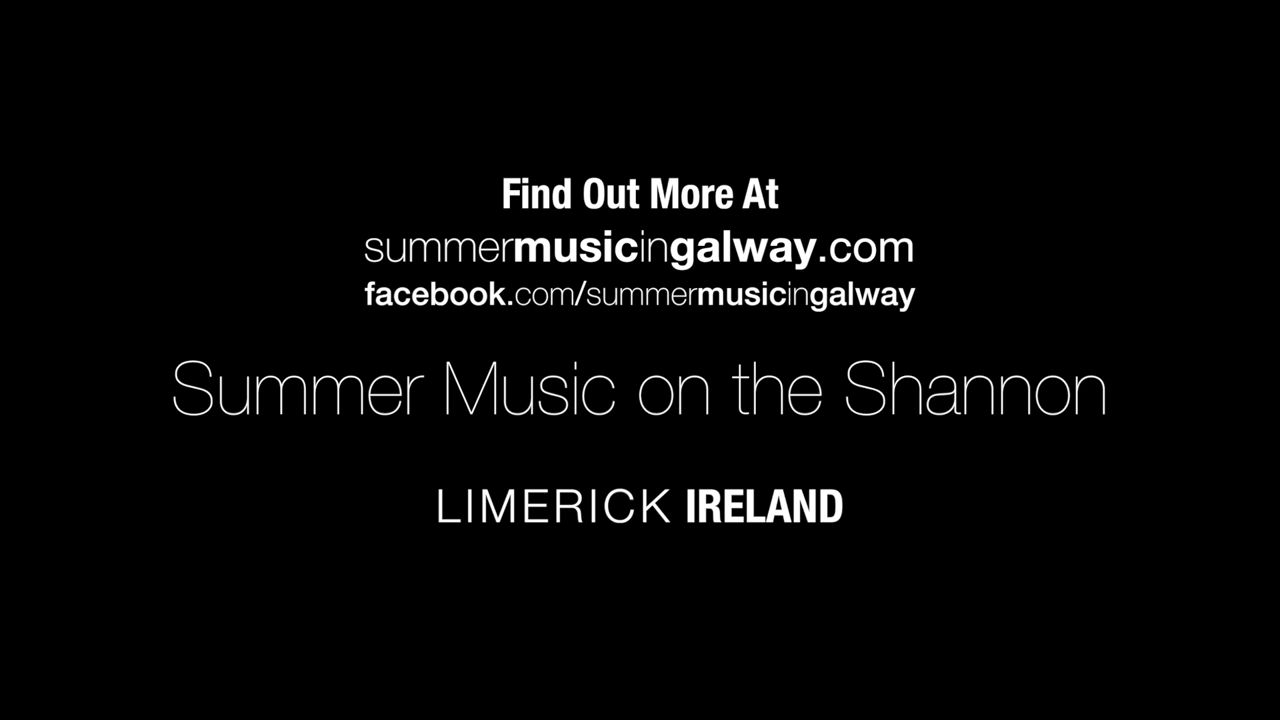 Find Out More At
summermusicingalway.com
facebook.com/summermusicingalway
Summer Music on the Shannon
LIMERICK IRELAND